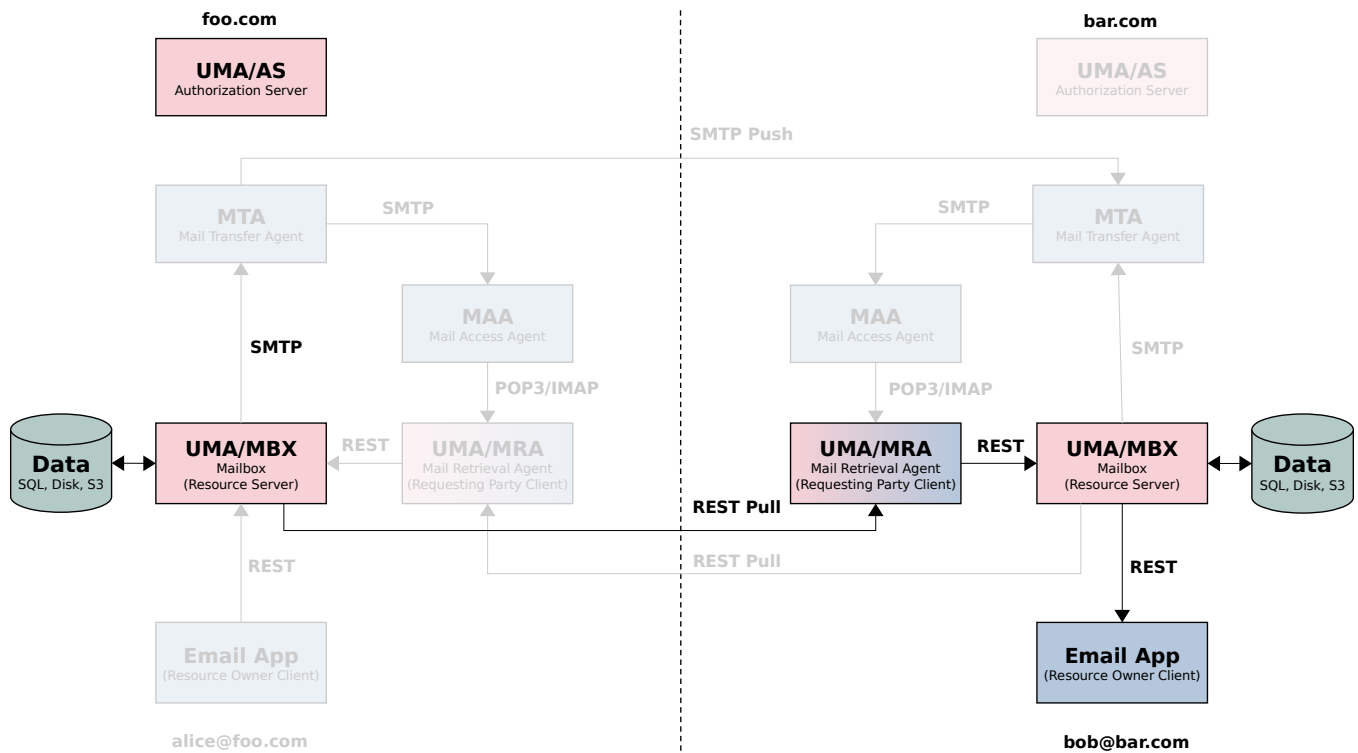 foo.com
bar.com
UMA/AS
Authorization Server
UMA/AS
Authorization Server
SMTP Push
MTA
Mail Transfer Agent
SMTP
SMTP
MTA
Mail Transfer Agent
MAA
Mail Access Agent
MAA
Mail Access Agent
SMTP
SMTP
POP3/IMAP
POP3/IMAP
Data
SQL, Disk, S3
UMA/MBX
Mailbox
(Resource Server)
REST
UMA/MRA
Mail Retrieval Agent
(Requesting Party Client)
UMA/MRA
Mail Retrieval Agent
(Requesting Party Client)
REST
UMA/MBX
Mailbox
(Resource Server)
Data
SQL, Disk, S3
REST Pull
REST Pull
REST
REST
Email App
(Resource Owner Client)
Email App
(Resource Owner Client)
alice@foo.com
bob@bar.com